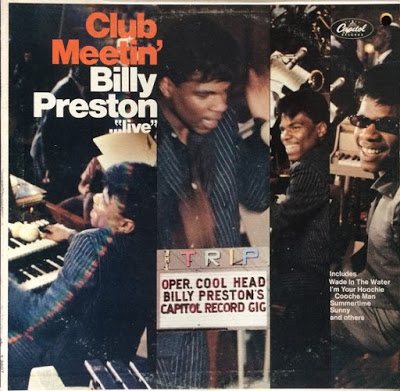 Club
Meetin'
Billy
Preston
..."live"
Capitol
RECORDS
TRIP
OPER. COOL HEAD
BILLY PRESTON'S
CAPITOL RECORD GIG
Includes
Wade In The Water
I'm Your Hoochie
Cooche Man
Summertime
Sunny
and others